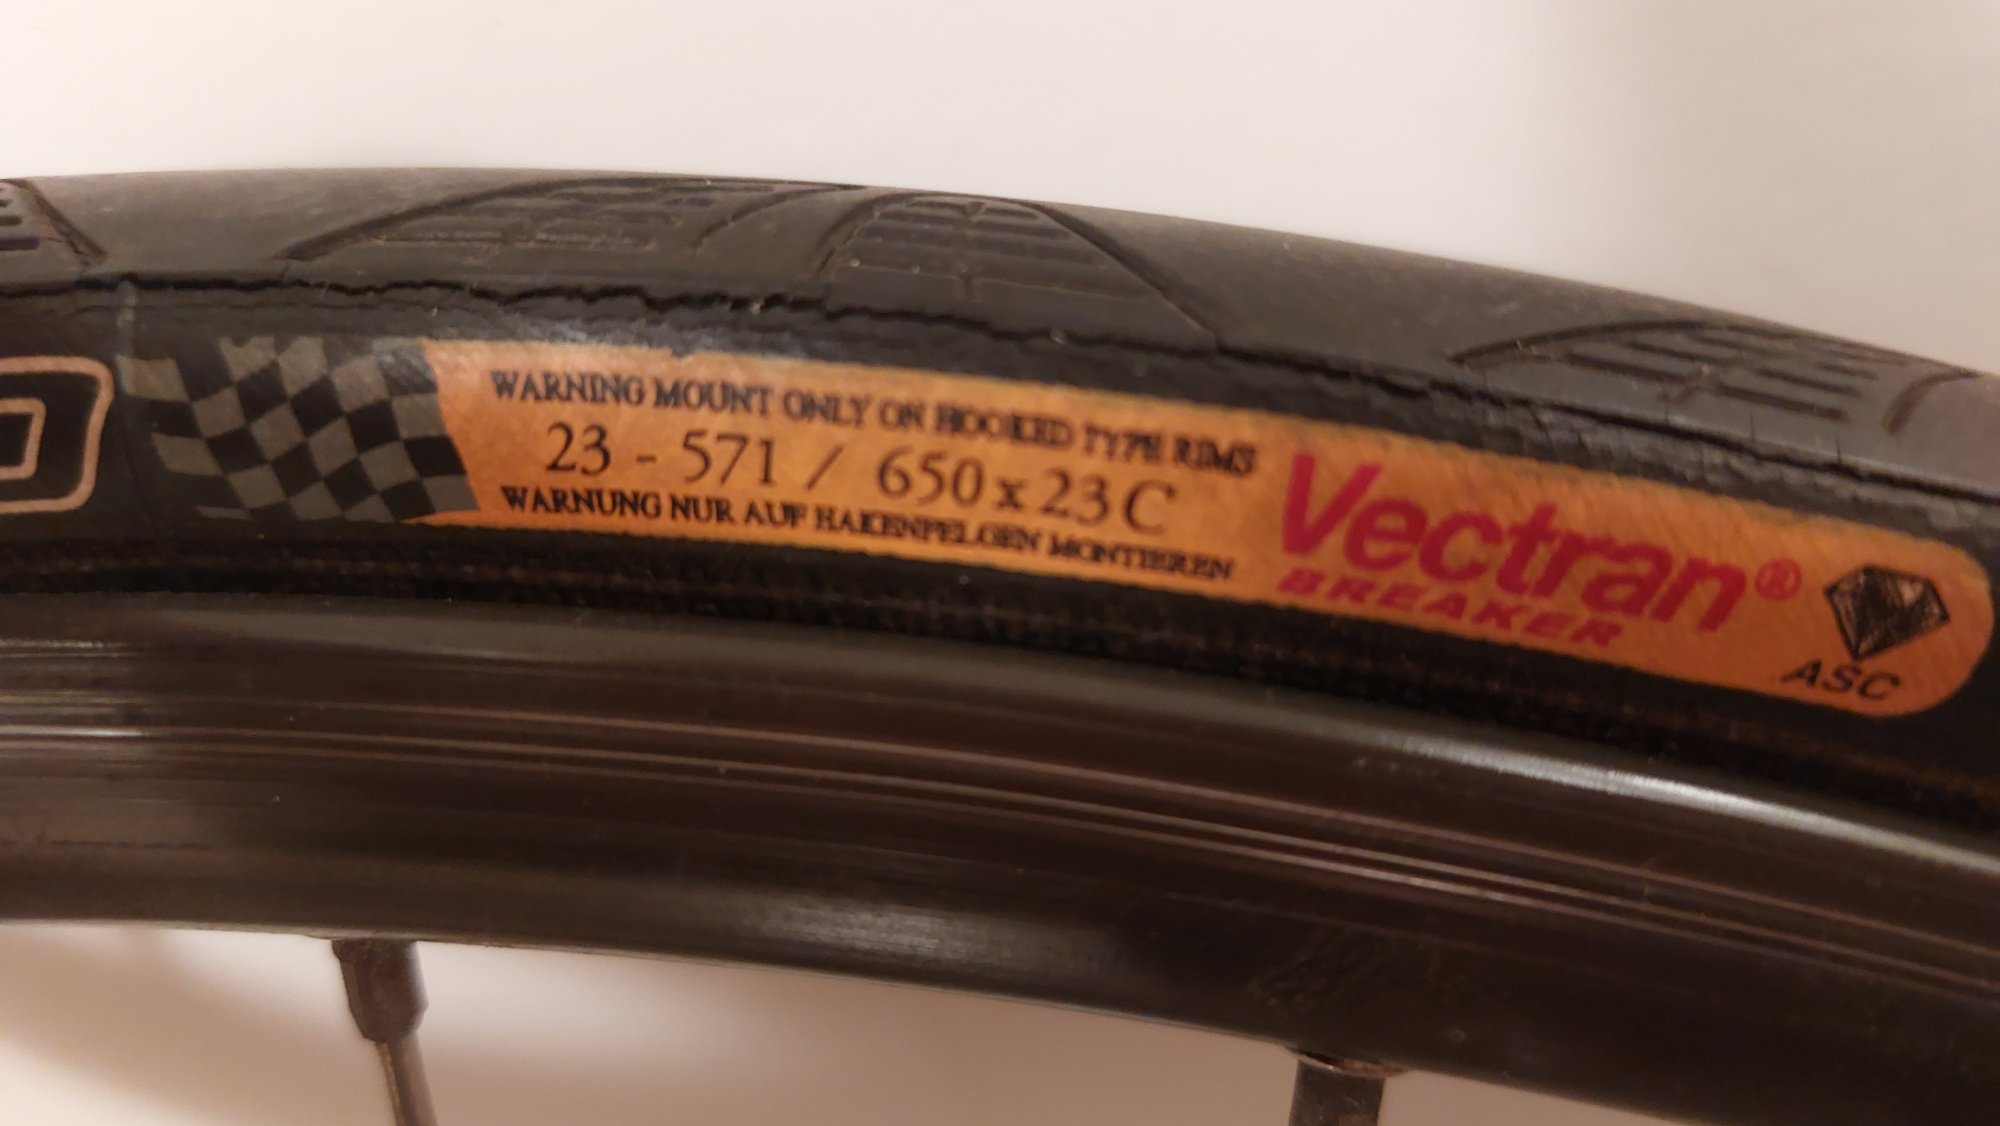 WARNING MOUNT ONLY ON HOOKED TYPE RIMS
23 - 571 / 650 x 23 C
WARNUNG NUR AUF HAKENFELGEN MONTIEREN
Vectran®
BREAKER
ASC